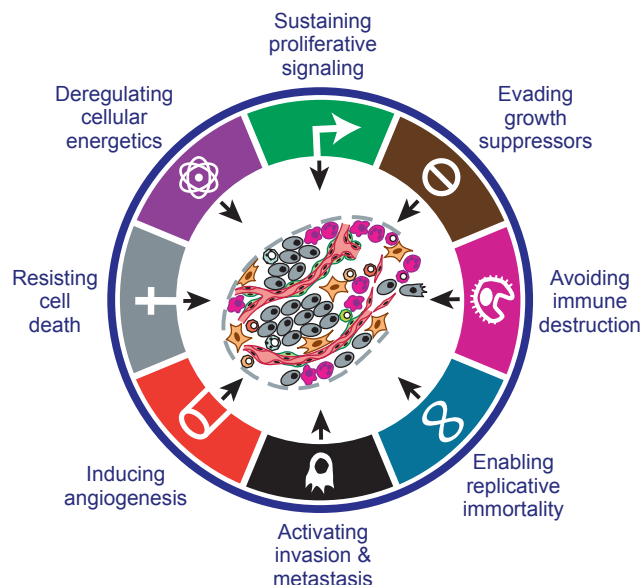 Sustaining
proliferative
signaling
Deregulating
cellular
energetics
Evading
growth
suppressors
Resisting
cell
death
Avoiding
immune
destruction
Inducing
angiogenesis
Enabling
replicative
immortality
Activating
invasion &
metastasis